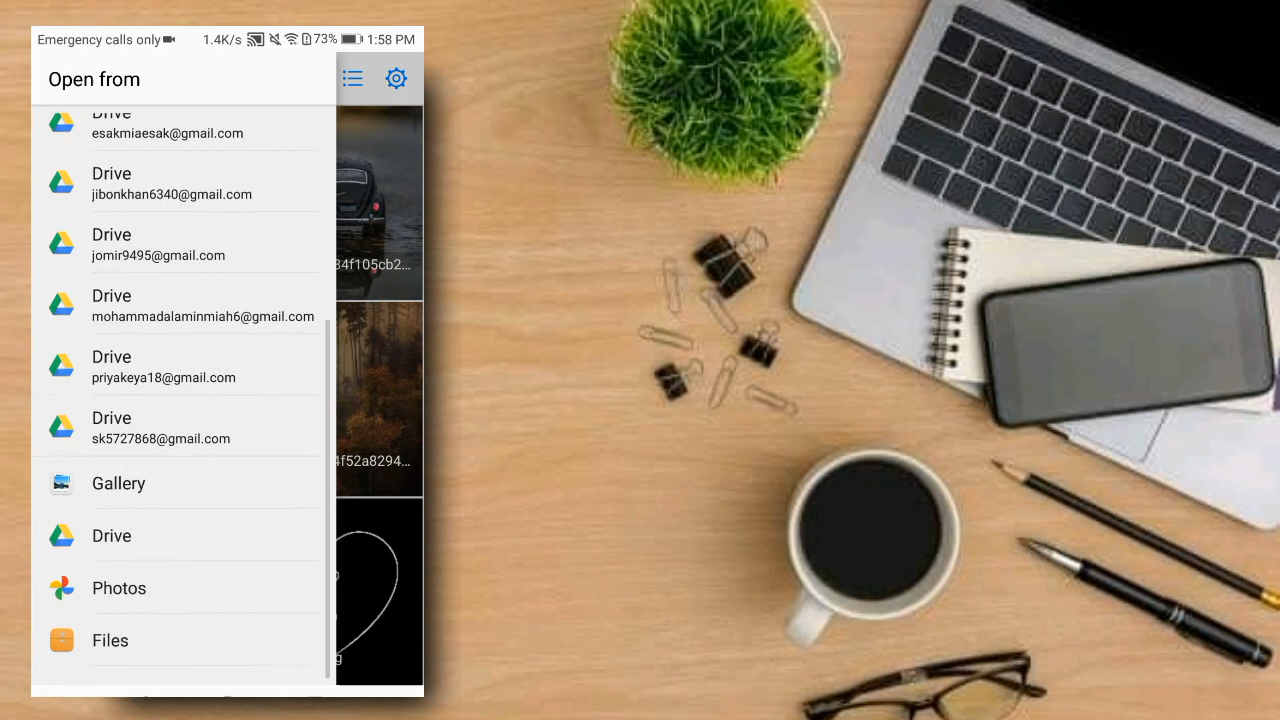 Emergency calls only
1.4K/s
73%
1:58 PM
Open from
Drive
esakmiaesak@gmail.com
Drive
jibonkhan6340@gmail.com
Drive
jomir9495@gmail.com
Drive
mohammadalaminmiah6@gmail.com
Drive
priyakeya18@gmail.com
Drive
sk5727868@gmail.com
Gallery
Drive
Photos
Files
34f105cb2...
4f52a8294...
g